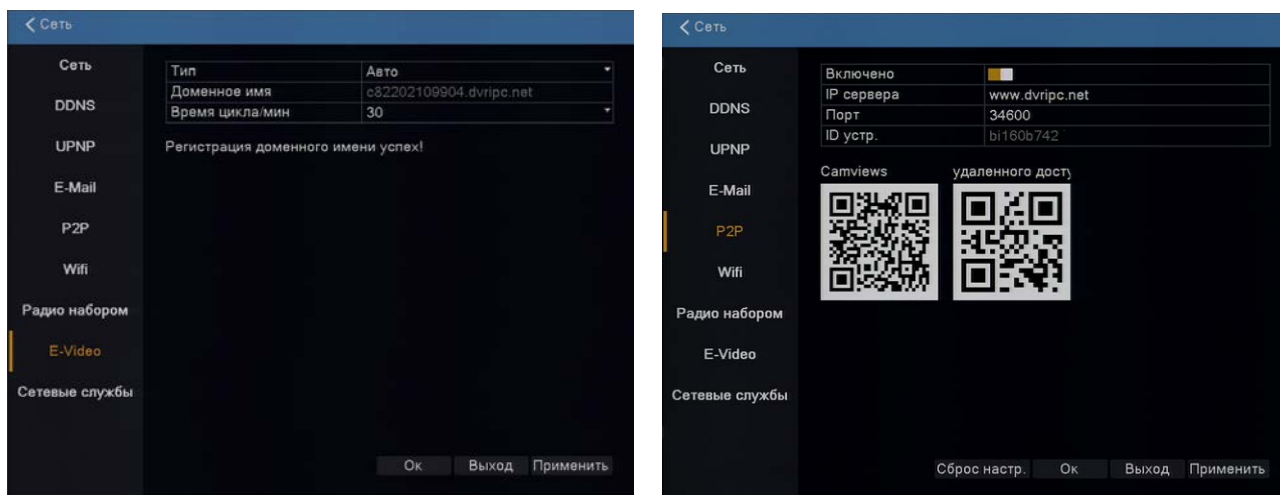 Сеть
Сеть
DDNS
UPNP
E-Mail
P2P
Wifi
Радио набором
E-Video
Сетевые службы
Тип Авто
Доменное имя c82202109904.dvripc.net
Время цикла/мин 30
Регистрация доменного имени успех!
Ок Выход Применить
Сеть
Сеть
DDNS
UPNP
E-Mail
P2P
Wifi
Радио набором
E-Video
Сетевые службы
Включено
IP сервера www.dvripc.net
Порт 34600
ID устр. bi160b742
Camviews удаленного досту
Сброс настр. Ок Выход Применить